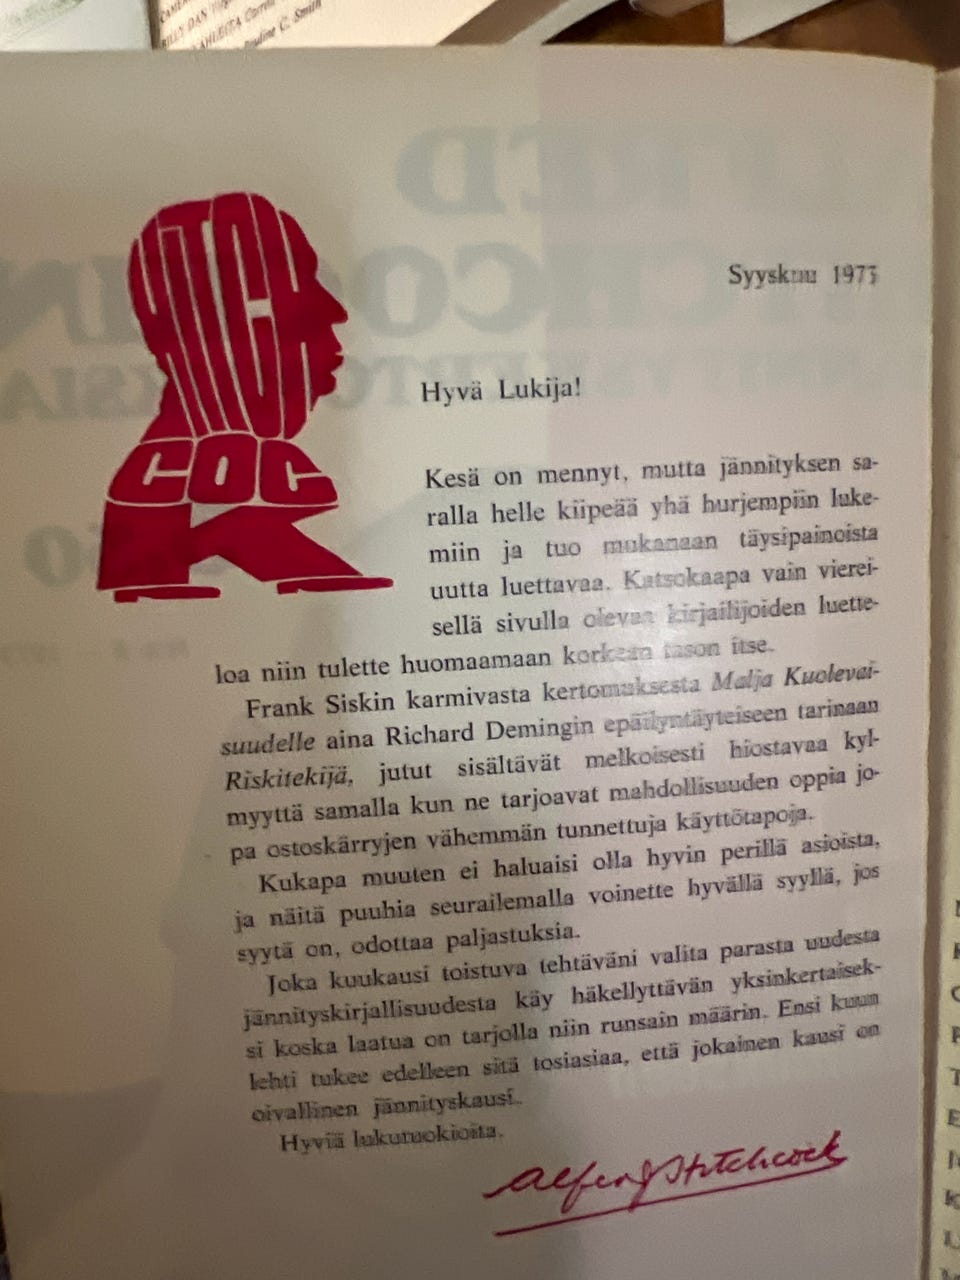 Pauline C. Smith
HITCH
COC
K
Syyskuu 1973
Hyvä Lukija!
Kesä on mennyt, mutta jännityksen sa-
ralla helle kiipeää yhä hurjempiin luke-
miin ja tuo mukanaan täysipainoista
uutta luettavaa. Katsokaapa vain vierei-
sellä sivulla olevaa kirjailijoiden luette-
loa niin tulette huomaamaan korkean tason itse.
Frank Siskin karmivasta kertomuksesta Malja Kuolevai-
suudelle aina Richard Demingin epäilyntäyteiseen tarinaan
Riskitekijä, jutut sisältävät melkoisesti hiostavaa kyl-
myyttä samalla kun ne tarjoavat mahdollisuuden oppia jo-
pa ostoskärryjen vähemmän tunnettuja käyttötapoja.
Kukapa muuten ei haluaisi olla hyvin perillä asioista,
ja näitä puuhia seurailemalla voinette hyvällä syyllä, jos
syytä on, odottaa paljastuksia.
Joka kuukausi toistuva tehtäväni valita parasta uudesta
jännityskirjallisuudesta käy häkellyttävän yksinkertaisek-
si koska laatua on tarjolla niin runsain määrin. Ensi kuun
lehti tukee edelleen sitä tosiasiaa, että jokainen kausi on
oivallinen jännityskausi.
Hyviä lukutuokioita.
Alfred Hitchcock